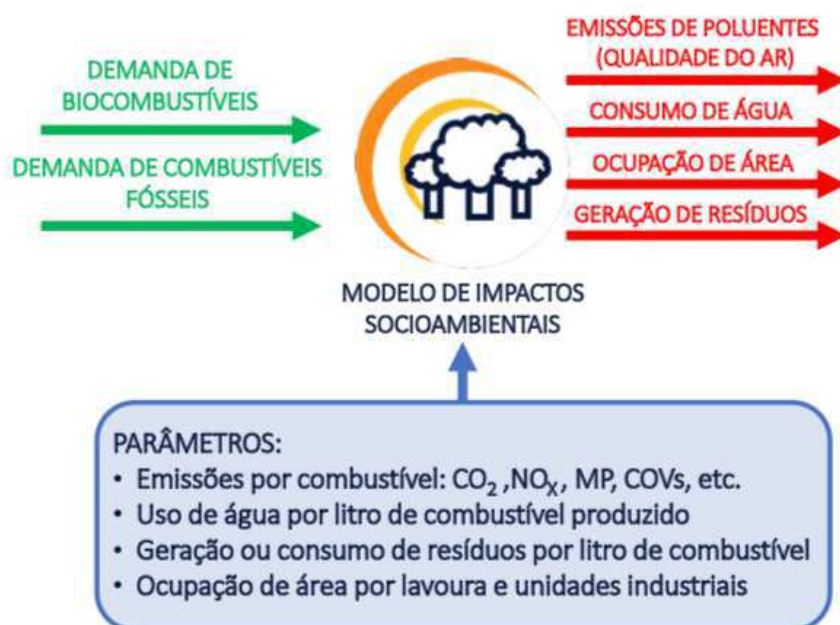 DEMANDA DE
BIOCOMBUSTÍVEIS
DEMANDA DE COMBUSTÍVEIS
FÓSSEIS
EMISSÕES DE POLUENTES
(QUALIDADE DO AR)
CONSUMO DE ÁGUA
OCUPAÇÃO DE ÁREA
GERAÇÃO DE RESÍDUOS
MODELO DE IMPACTOS
SOCIOAMBIENTAIS
PARÂMETROS:
• Emissões por combustível: CO₂ ,NOₓ, MP, COVs, etc.
• Uso de água por litro de combustível produzido
• Geração ou consumo de resíduos por litro de combustível
• Ocupação de área por lavoura e unidades industriais